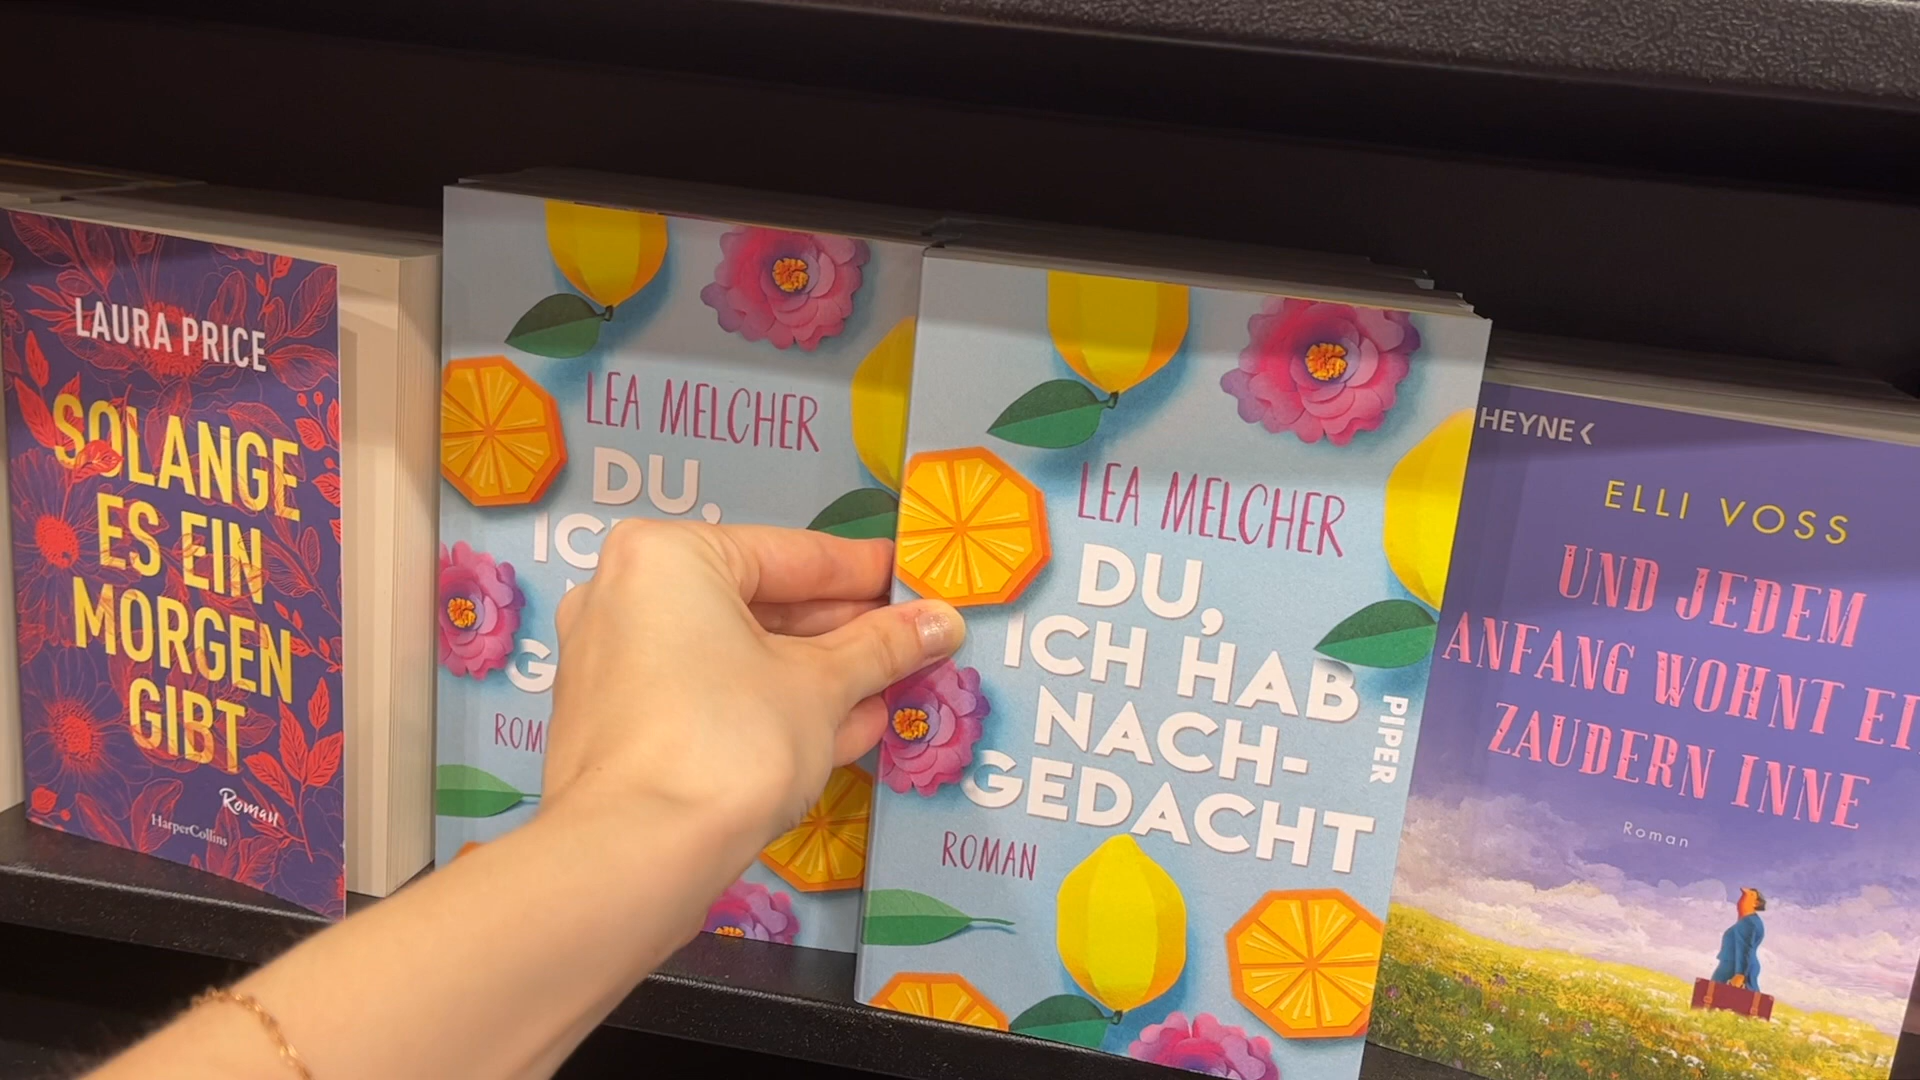 LAURA PRICE
SOLANGE
ES EIN
MORGEN
GIBT
Roman
HarperCollins
LEA MELCHER
DU,
ROM
LEA MELCHER
DU,
ICH HAB
NACH-
GEDACHT
PIPER
ROMAN
HEYNE
ELLI VOSS
UND JEDEM
ANFANG WOHNT
ZAUDERN INNE
Roman